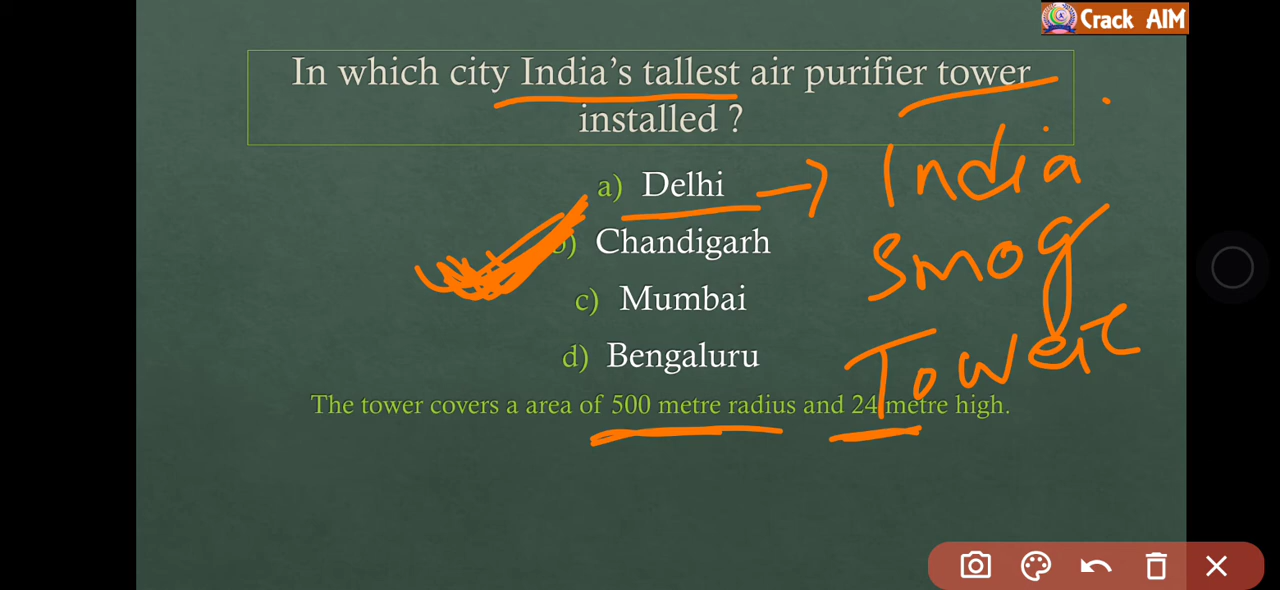 Crack AIM
In which city India's tallest air purifier tower
installed ?
a) Delhi → India
b) Chandigarh
Smog
c) Mumbai
d) Bengaluru
Tower
The tower covers a area of 500 metre radius and 24 metre high.